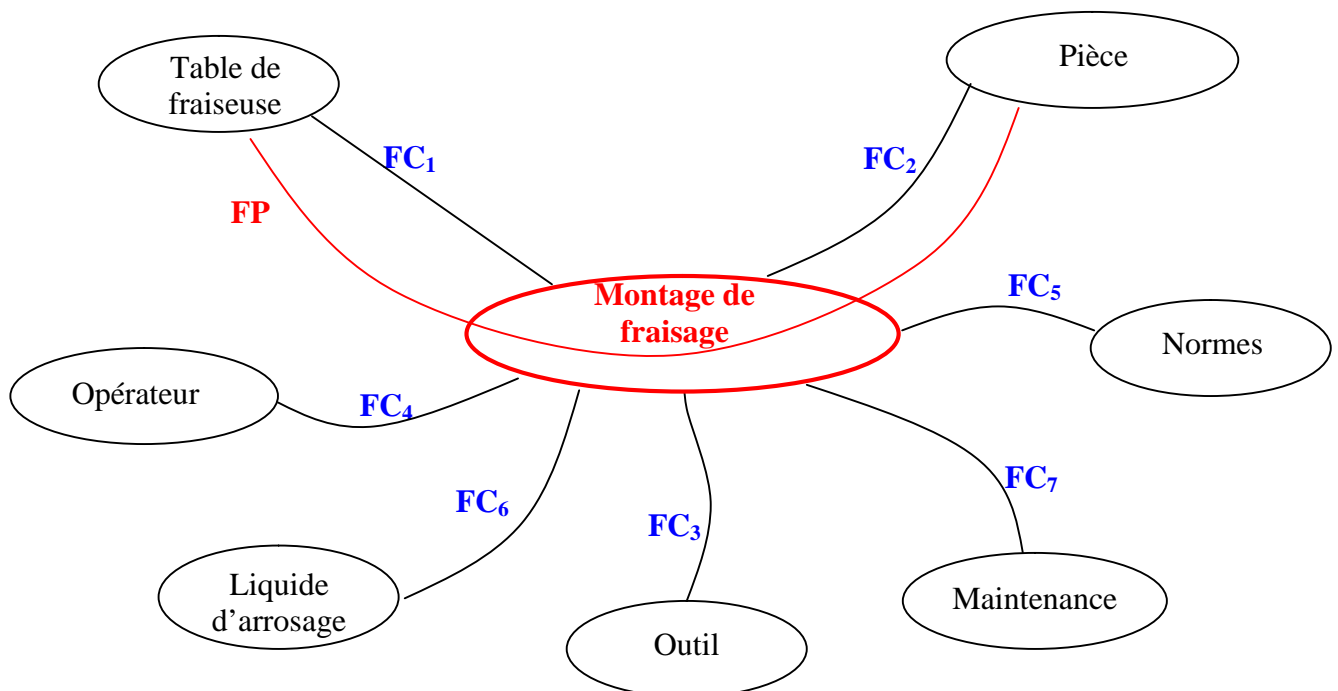 Table de
fraiseuse
Pièce
FC₁
FC₂
FP
Montage de
fraisage
FC₅
Normes
Opérateur
FC₄
FC₆
FC₃
FC₇
Liquide
d’arrosage
Outil
Maintenance